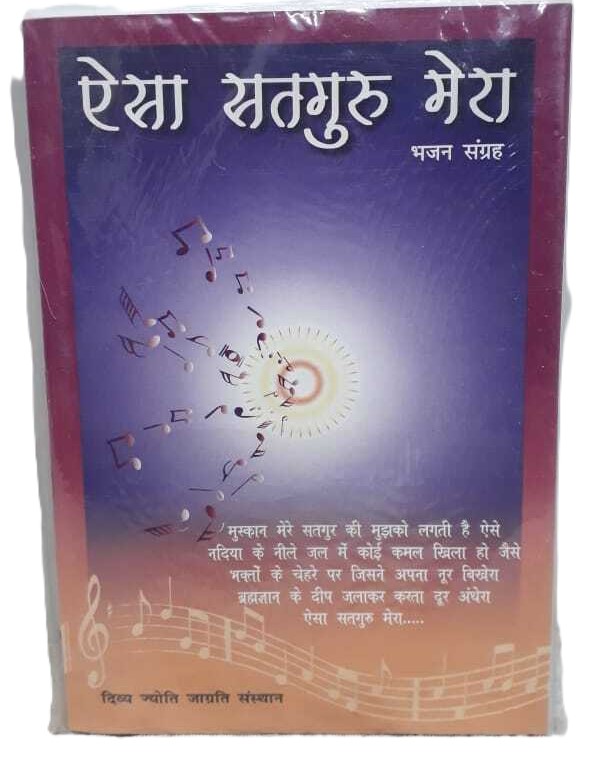 ऐसा सतगुरु मेरा
भजन संग्रह
मुस्कान मेरे सतगुर की मुझको लगती है ऐसे
नदिया के नीले जल में कोई कमल खिला हो जैसे
भक्तों के चेहरे पर जिसने अपना नूर बिखेरा
ब्रह्मज्ञान के दीप जलाकर करता दूर अंधेरा
ऐसा सतगुरु मेरा.....
दिव्य ज्योति जाग्रति संस्थान